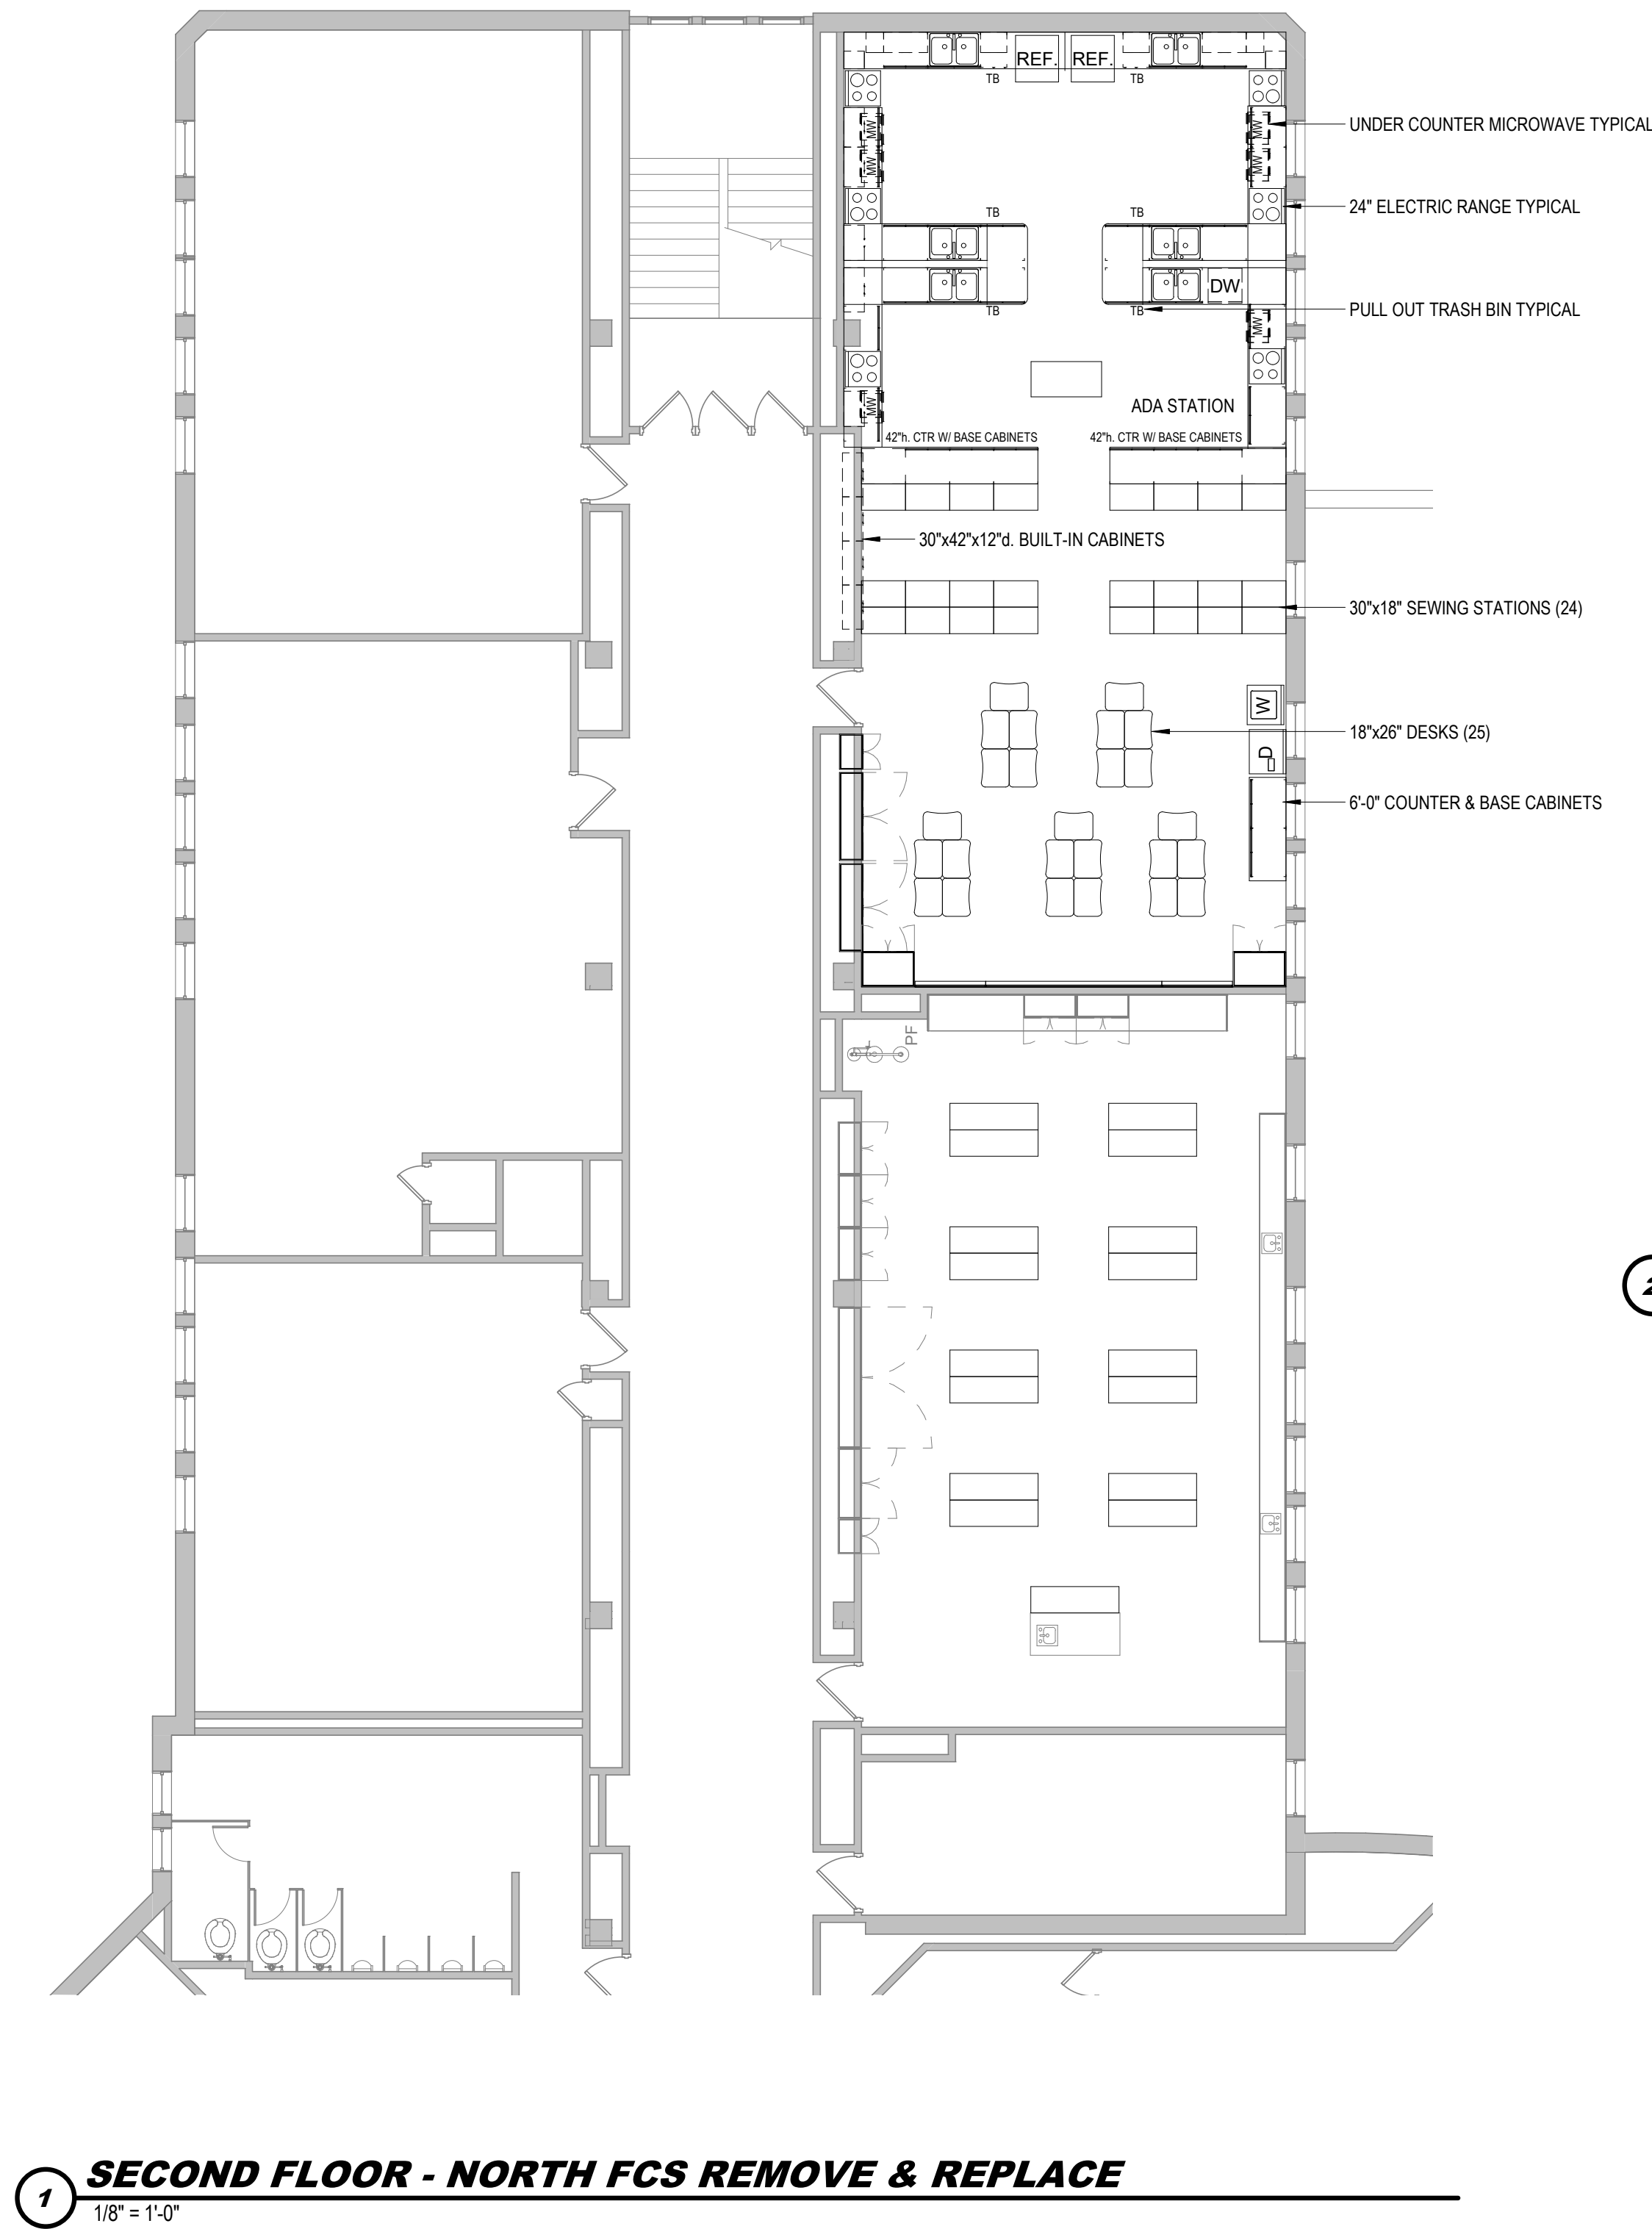 REF. REF.
TB TB
UNDER COUNTER MICROWAVE TYPICAL
MW MW
MW MW
24" ELECTRIC RANGE TYPICAL
TB TB
DW
PULL OUT TRASH BIN TYPICAL
TB TB
MW
ADA STATION
MW
42"h. CTR W/ BASE CABINETS 42"h. CTR W/ BASE CABINETS
30"x42"x12"d. BUILT-IN CABINETS
30"x18" SEWING STATIONS (24)
W
18"x26" DESKS (25)
D
6'-0" COUNTER & BASE CABINETS
PF
1 SECOND FLOOR - NORTH FCS REMOVE & REPLACE
1/8" = 1'-0"